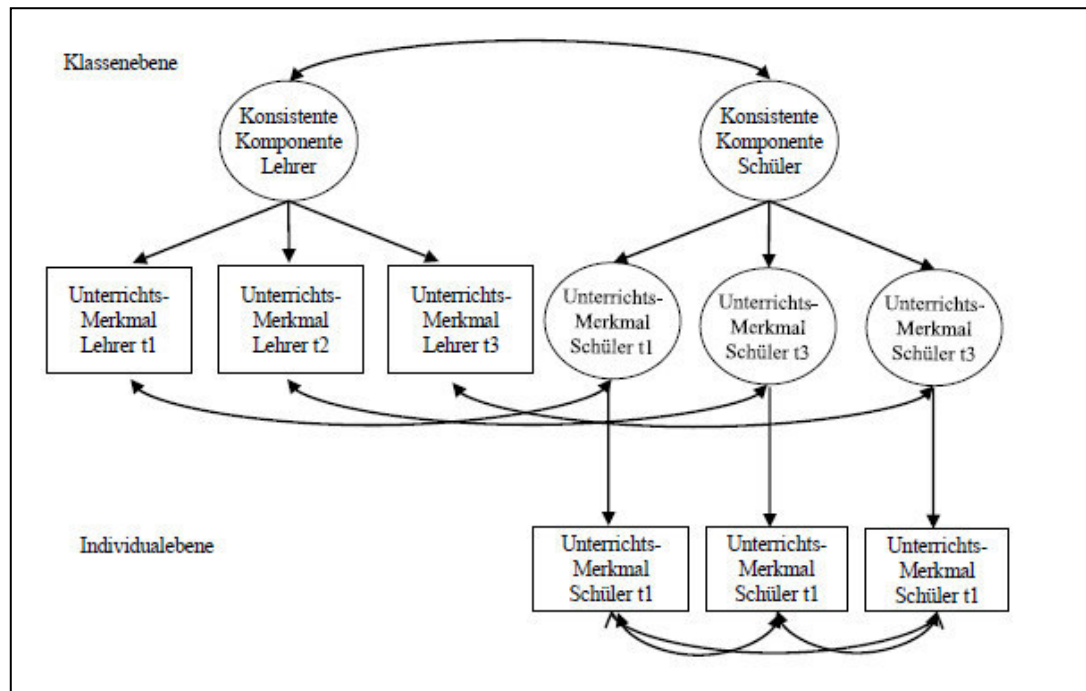 Klassenebene
Konsistente
Komponente
Lehrer
Konsistente
Komponente
Schüler
Unterrichts-
Merkmal
Lehrer t1
Unterrichts-
Merkmal
Lehrer t2
Unterrichts-
Merkmal
Lehrer t3
Unterrichts-
Merkmal
Schüler t1
Unterrichts-
Merkmal
Schüler t3
Unterrichts-
Merkmal
Schüler t3
Individualebene
Unterrichts-
Merkmal
Schüler t1
Unterrichts-
Merkmal
Schüler t1
Unterrichts-
Merkmal
Schüler t1